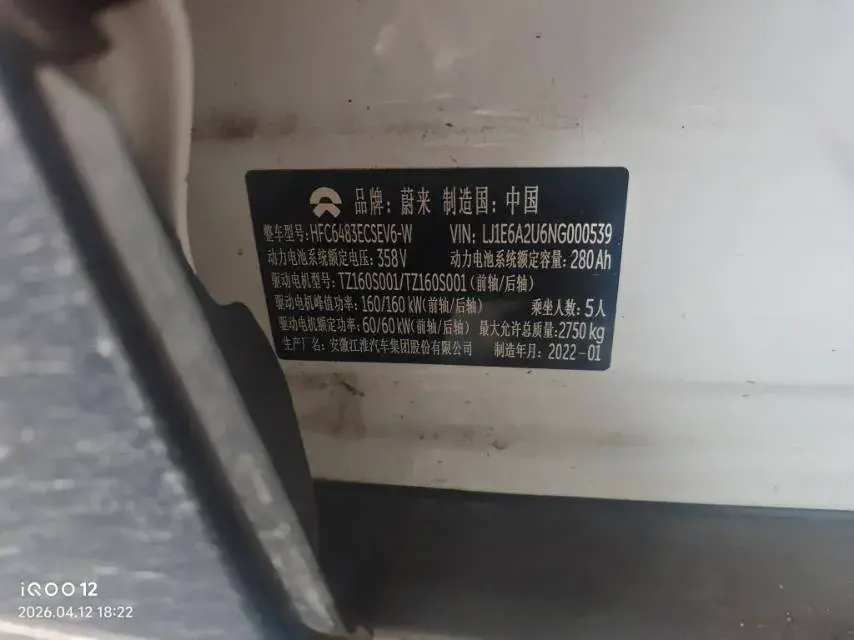 品牌：蔚来 制造国：中国
整车型号：HFC6483ECSEV6-W VIN：LJ1E6A2U6NG000539
动力电池系统额定电压：358V 动力电池系统额定容量：280Ah
驱动电机型号：TZ160S001/TZ160S001（前轴/后轴）
驱动电机峰值功率：160/160kW（前轴/后轴） 乘坐人数：5人
驱动电机额定功率：60/60kW（前轴/后轴） 最大允许总质量：2750kg
生产厂名：安徽江淮汽车集团股份有限公司 制造年月：2022-01
iQOO 12
2026.04.12 18:22